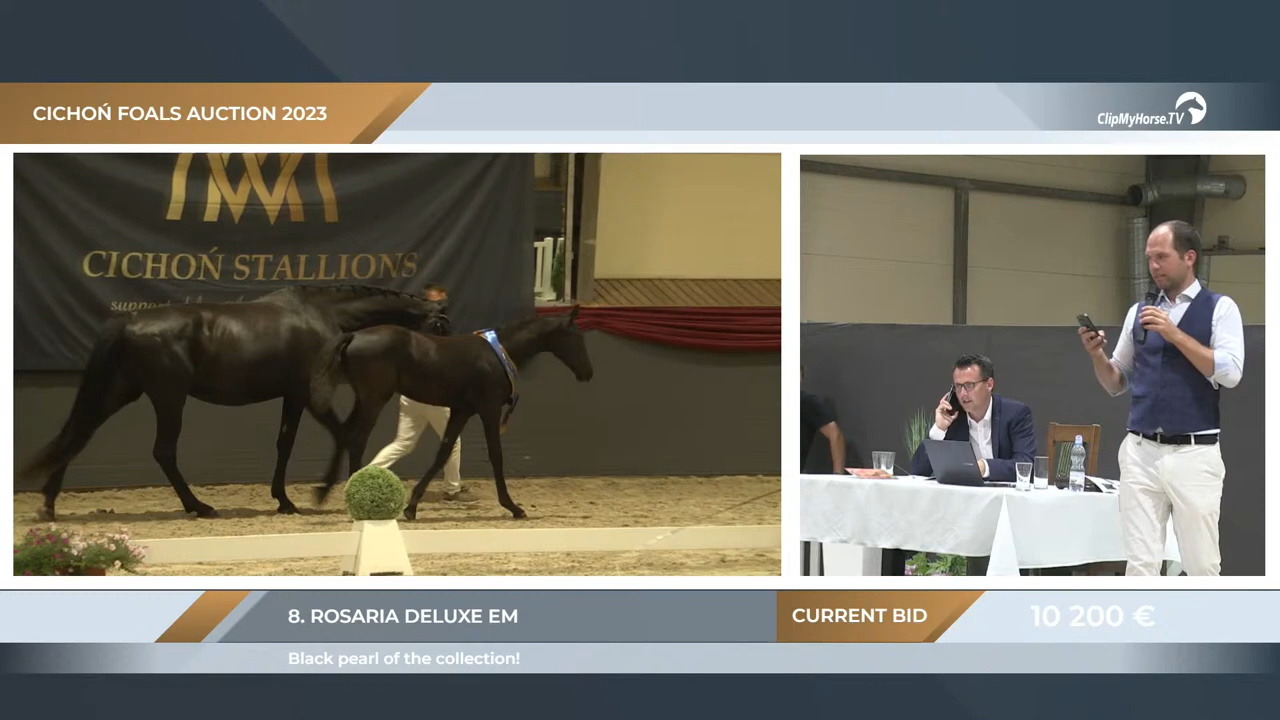 CICHOŃ FOALS AUCTION 2023
ClipMyHorse.TV
CICHOŃ STALLIONS
8. ROSARIA DELUXE EM
CURRENT BID
10 200 €
Black pearl of the collection!